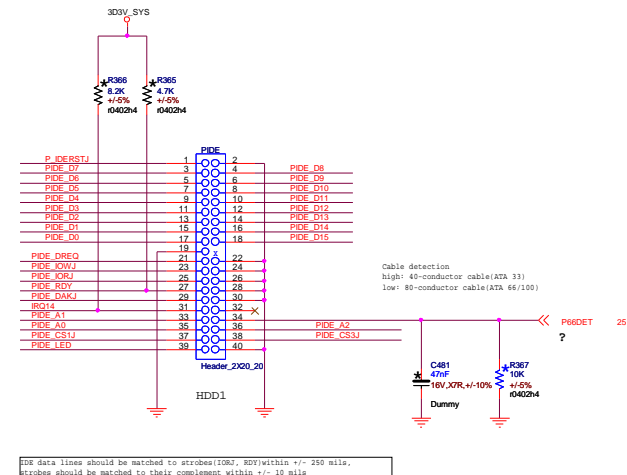 3D3V_SYS
* R366
8.2K
+/-5%
r0402h4
* R365
4.7K
+/-5%
r0402h4
PIDE
P_IDERSTJ 1 2
PIDE_D7 3 4 PIDE_D8
PIDE_D6 5 6 PIDE_D9
PIDE_D5 7 8 PIDE_D10
PIDE_D4 9 10 PIDE_D11
PIDE_D3 11 12 PIDE_D12
PIDE_D2 13 14 PIDE_D13
PIDE_D1 15 16 PIDE_D14
PIDE_D0 17 18 PIDE_D15
19 x
PIDE_DREQ 21 22
PIDE_IOWJ 23 24
PIDE_IORJ 25 26
PIDE_RDY 27 28
PIDE_DAKJ 29 30
IRQ14 31 32
PIDE_A1 33 34
PIDE_A0 35 36 PIDE_A2
PIDE_CS1J 37 38 PIDE_CS3J
PIDE_LED 39 40
Header_2X20_20
HDD1
Cable detection
high: 40-conductor cable(ATA 33)
low: 80-conductor cable(ATA 66/100)
P66DET 25
?
* C481
47nF
16V,X7R,+/-10%
Dummy
* R367
10K
+/-5%
r0402h4
IDE data lines should be matched to strobes(IORJ, RDY)within +/- 250 mils,
strobes should be matched to their complement within +/- 10 mils